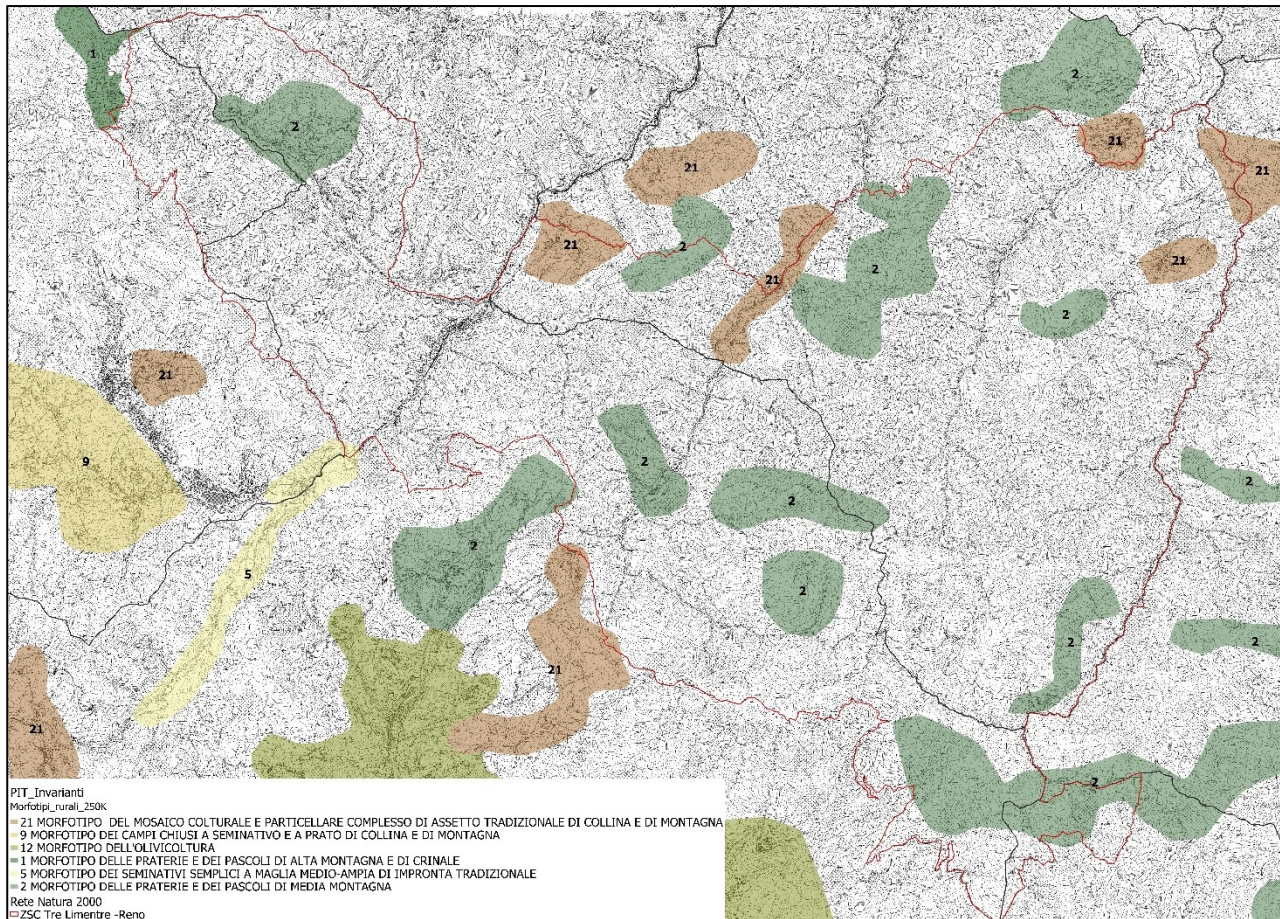 1
2
2
21
21
21
21
2
21
21
2
2
21
2
21
9
2
2
2
2
5
2
2
2
21
21
2
PIT_Invarianti
Morfotipi_rurali_250K
21 MORFOTIPO DEL MOSAICO COLTURALE E PARTICELLARE COMPLESSO DI ASSETTO TRADIZIONALE DI COLLINA E DI MONTAGNA
9 MORFOTIPO DEI CAMPI CHIUSI A SEMINATIVO E A PRATO DI COLLINA E DI MONTAGNA
12 MORFOTIPO DELL'OLIVICOLTURA
1 MORFOTIPO DELLE PRATERIE E DEI PASCOLI DI ALTA MONTAGNA E DI CRINALE
5 MORFOTIPO DEI SEMINATIVI SEMPLICI A MAGLIA MEDIO-AMPIA DI IMPRONTA TRADIZIONALE
2 MORFOTIPO DELLE PRATERIE E DEI PASCOLI DI MEDIA MONTAGNA
Rete Natura 2000
ZSC Tre Limentre -Reno